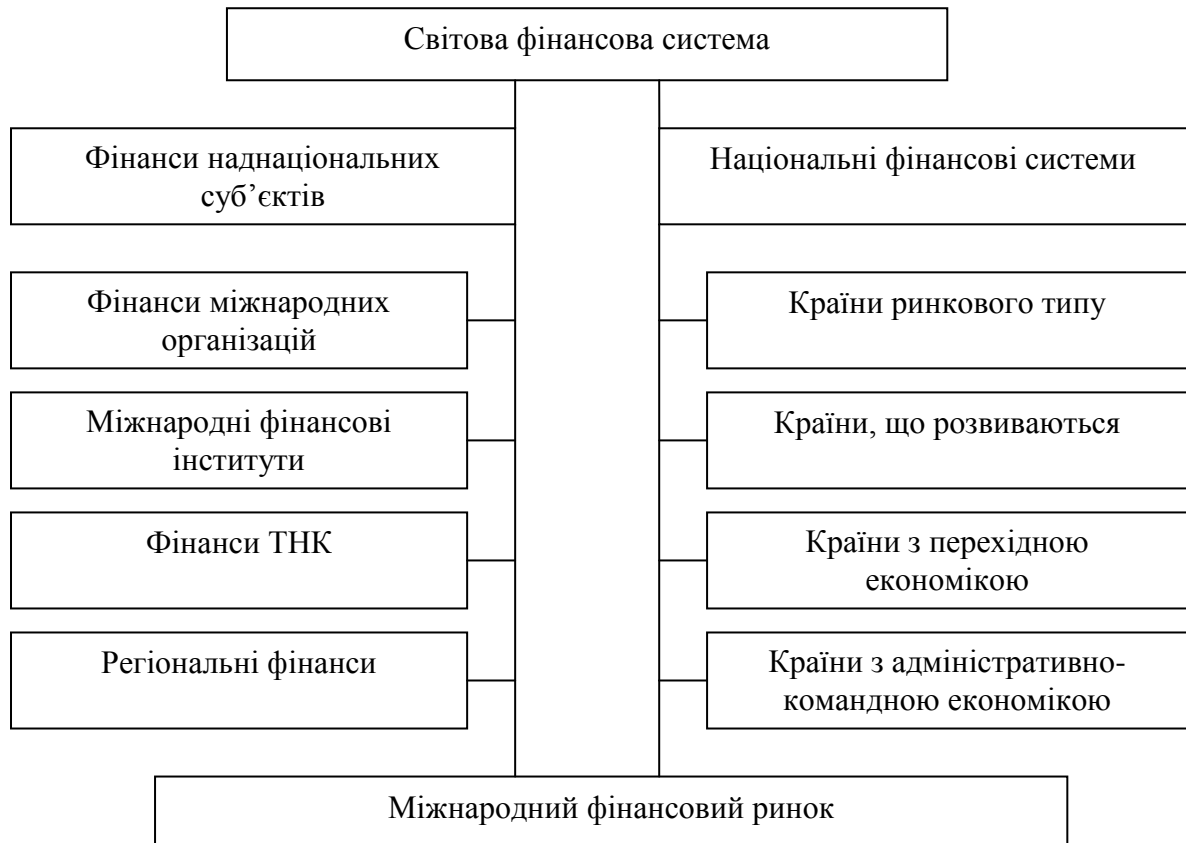 Світова фінансова система
Фінанси наднаціональних
суб’єктів
Національні фінансові системи
Фінанси міжнародних
організацій
Країни ринкового типу
Міжнародні фінансові
інститути
Країни, що розвиваються
Фінанси ТНК
Країни з перехідною
економікою
Регіональні фінанси
Країни з адміністративно-
командною економікою
Міжнародний фінансовий ринок